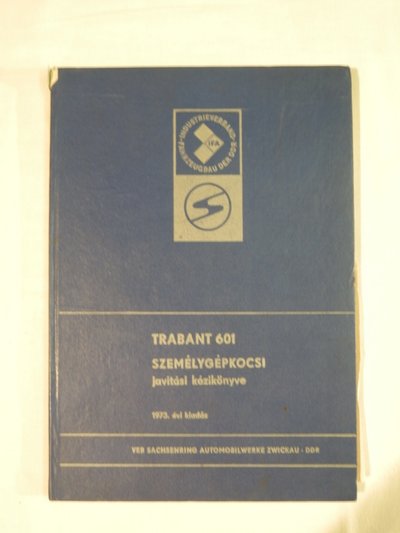 INDUSTRIEVERBAND
FAHRZEUGBAU DER DDR
IFA
TRABANT 601
SZEMÉLYGÉPKOCSI
javítási kézikönyve
1973. évi kiadás
VEB SACHSENRING AUTOMOBILWERKE ZWICKAU · DDR